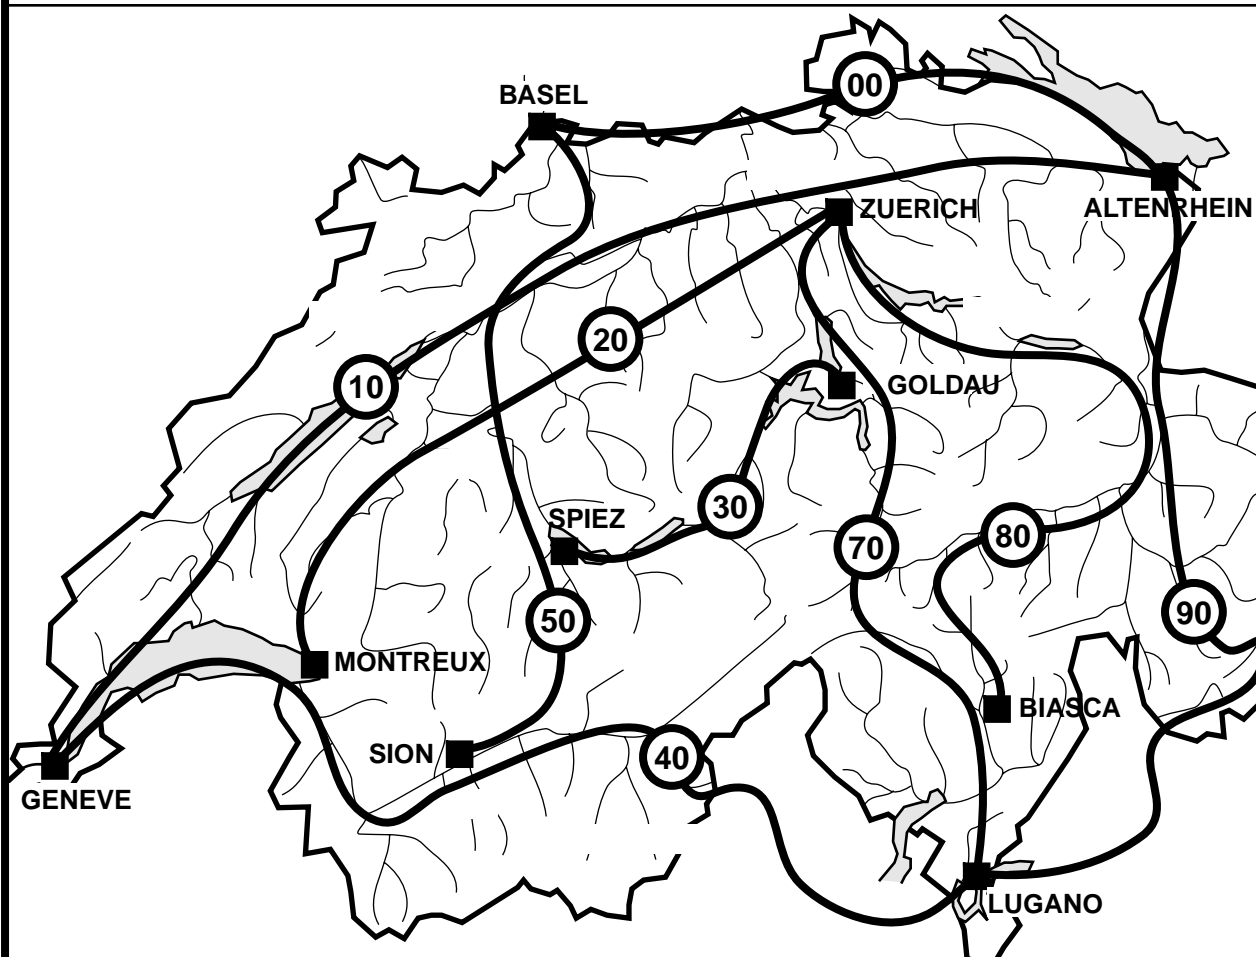 00
BASEL
ZUERICH
ALTENRHEIN
20
10
GOLDAU
30
SPIEZ
80
70
50
90
MONTREUX
BIASCA
SION
40
GENEVE
LUGANO